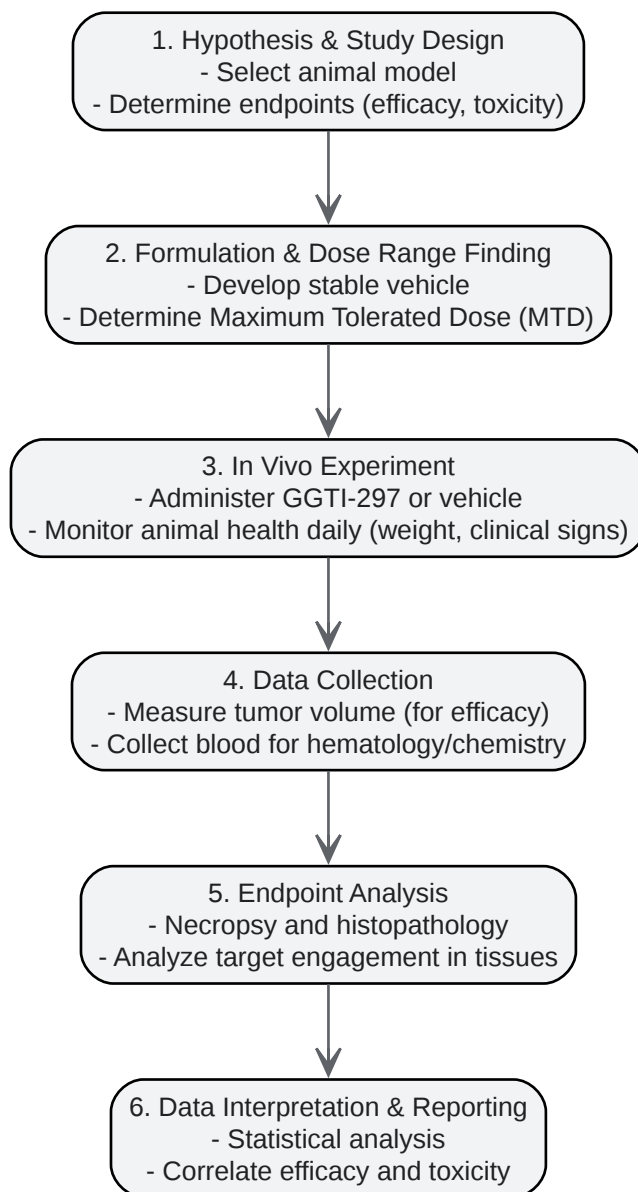 1. Hypothesis & Study Design
- Select animal model
- Determine endpoints (efficacy, toxicity)
2. Formulation & Dose Range Finding
- Develop stable vehicle
- Determine Maximum Tolerated Dose (MTD)
3. In Vivo Experiment
- Administer GGTI-297 or vehicle
- Monitor animal health daily (weight, clinical signs)
4. Data Collection
- Measure tumor volume (for efficacy)
- Collect blood for hematology/chemistry
5. Endpoint Analysis
- Necropsy and histopathology
- Analyze target engagement in tissues
6. Data Interpretation & Reporting
- Statistical analysis
- Correlate efficacy and toxicity